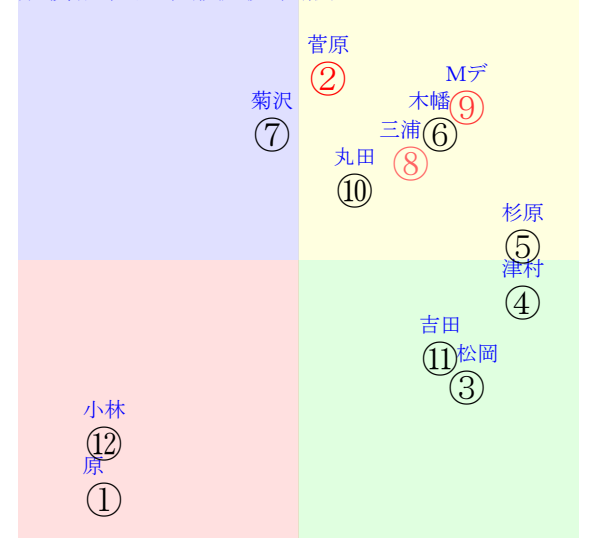 菅原
②
Mデ
⑨
菊沢
⑦
木幡
⑥
三浦
⑧
丸田
⑩
杉原
⑤
津村
④
吉田
⑪
松岡
③
小林
⑫
原
①